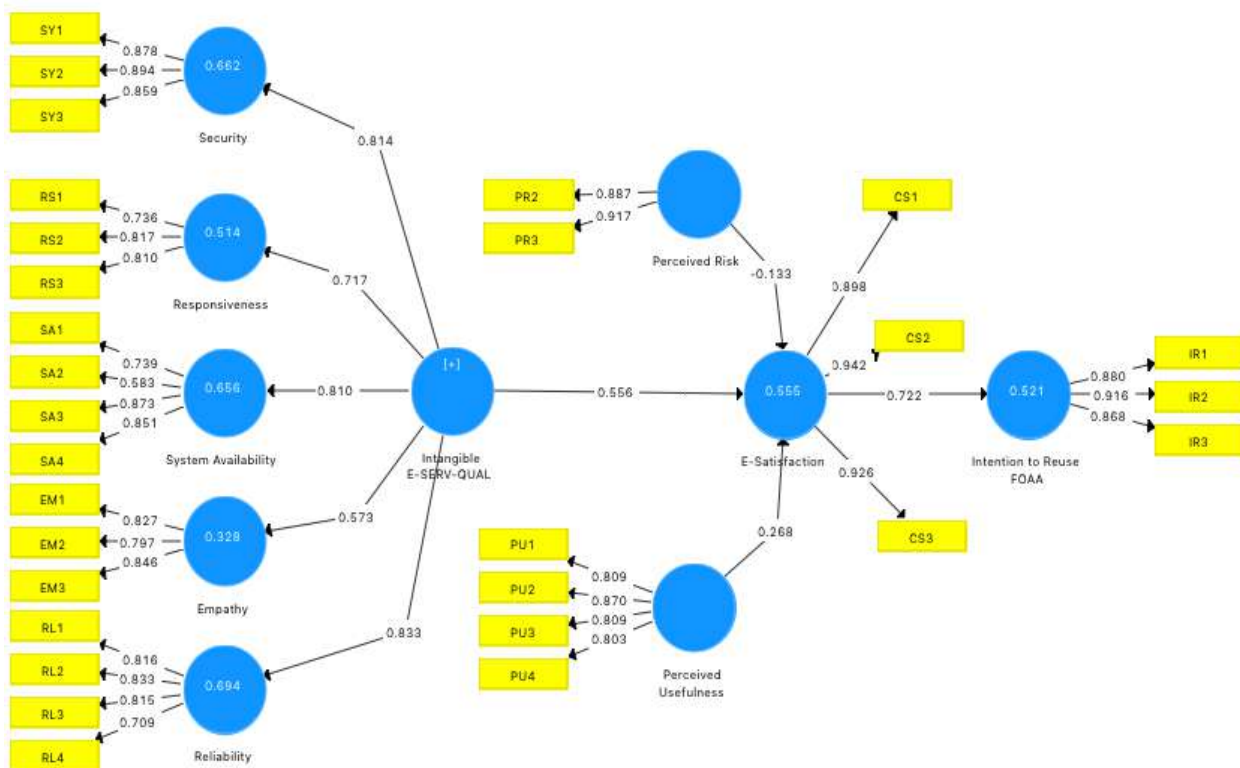 SY1
0.878
SY2
0.894
0.662
SY3
0.859
Security
0.814
RS1
0.736
RS2
0.817
0.514
RS3
0.810
Responsiveness
0.717
SA1
0.739
SA2
0.583
0.656
SA3
0.873
SA4
0.851
System Availability
0.810
EM1
0.827
EM2
0.797
0.328
EM3
0.846
Empathy
0.573
RL1
0.816
RL2
0.833
0.694
RL3
0.815
RL4
0.709
Reliability
0.833
[+]
Intangible
E-SERV-QUAL
0.556
PR2
0.887
PR3
0.917
Perceived Risk
-0.133
PU1
0.809
PU2
0.870
PU3
0.809
PU4
0.803
Perceived
Usefulness
0.268
CS1
0.898
CS2
0.942
0.555
E-Satisfaction
0.926
CS3
0.722
0.521
Intention to Reuse
FOAA
IR1
0.880
IR2
0.916
IR3
0.868